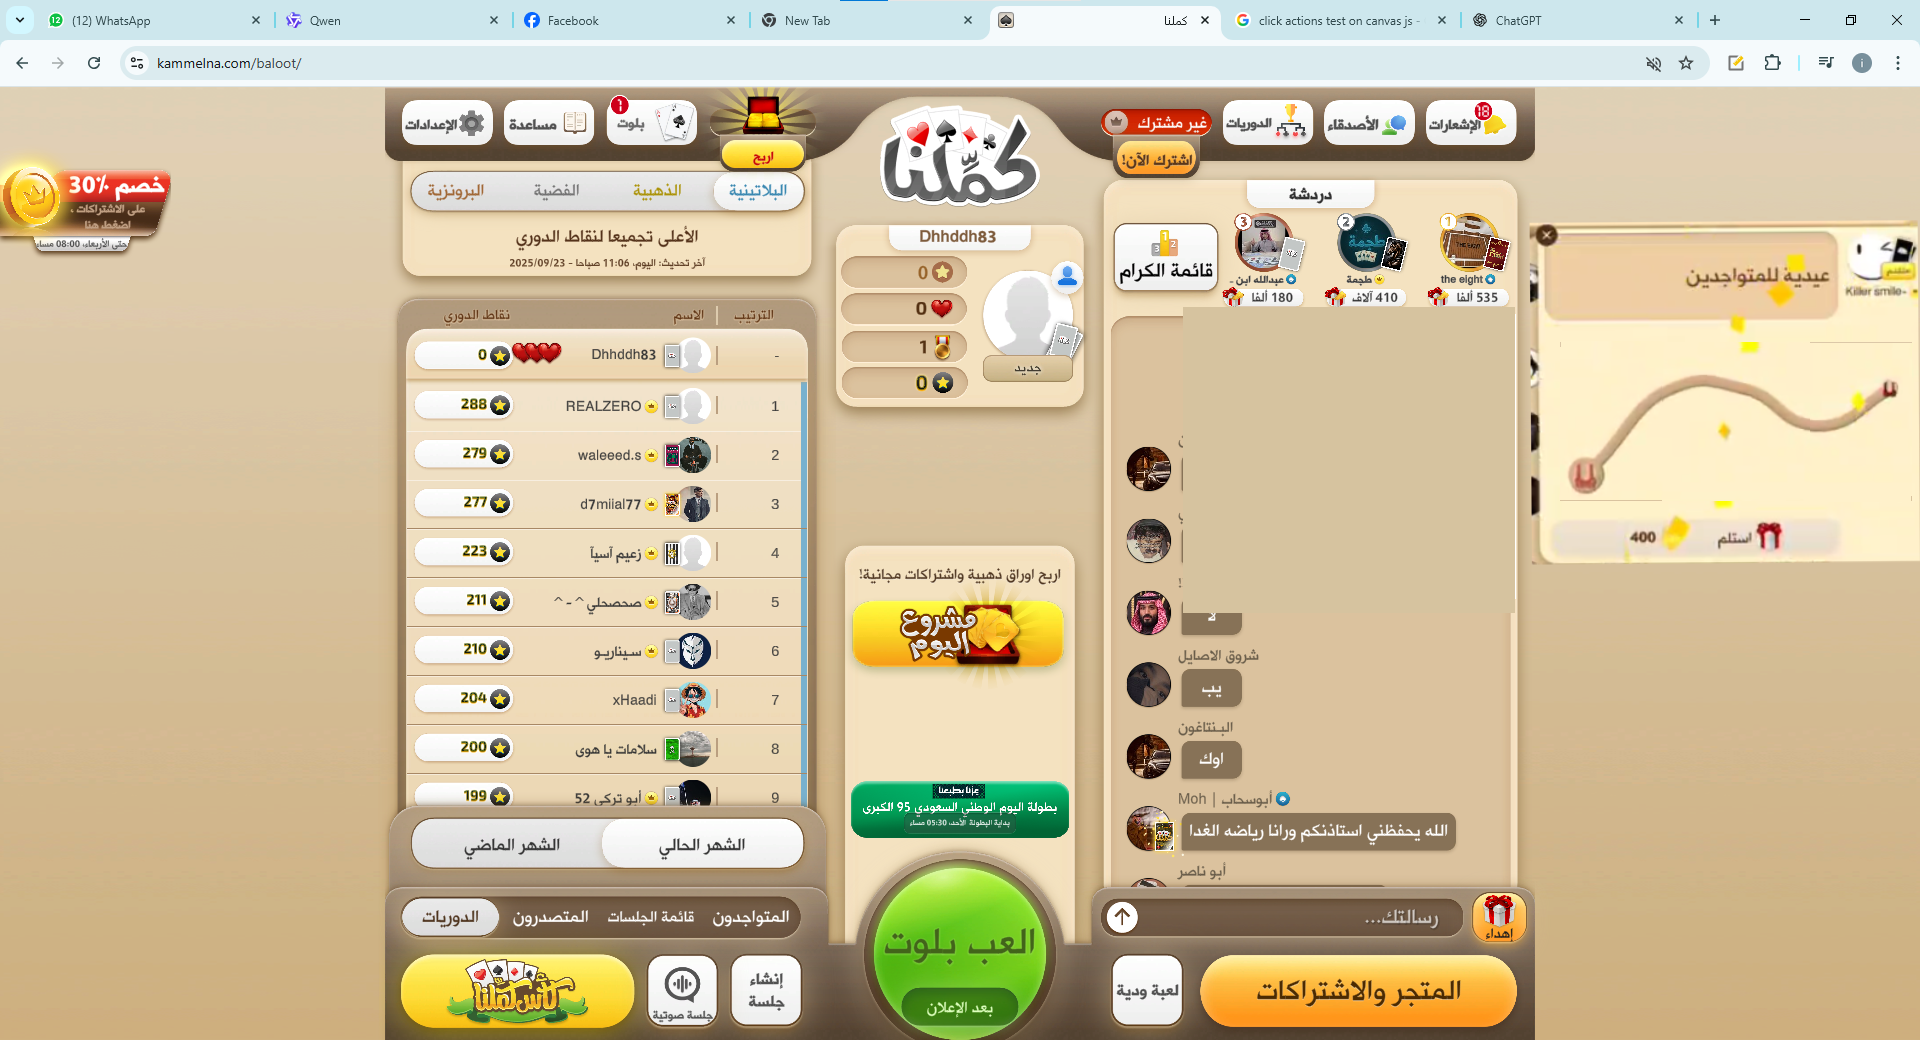 (12) WhatsApp
Qwen
Facebook
New Tab
كملنا
click actions test on canvas js -
ChatGPT
kammelna.com/baloot/
الإعدادات
مساعدة
1
بلوت
اربح
كملنا
غير مشترك
اشترك الآن!
الدوريات
الأصدقاء
18
الإشعارات
خصم 30%
على الاشتراكات ،
اضغط هنا
حتى الأربعاء، 08:00 مساء
البلاتينية
الذهبية
الفضية
البرونزية
الأعلى تجميعا لنقاط الدوري
آخر تحديث: اليوم، 11:06 صباحا - 2025/09/23
الترتيب
الاسم
نقاط الدوري
-
Dhhddh83
0
1
REALZERO
288
2
waleeed.s
279
3
d7miial77
277
4
زعيم آسيآ
223
5
صحصحلي^-^
211
6
سيناريو
210
7
xHaadi
204
8
سلامات يا هوى
200
9
أبو تركي 52
199
الشهر الحالي
الشهر الماضي
المتواجدون
قائمة الجلسات
المتصدرون
الدوريات
كأس كملنا
جلسة صوتية
إنشاء
جلسة
Dhhddh83
0
0
1
0
جديد
اربح اوراق ذهبية واشتراكات مجانية!
مشروع
اليوم
عزنا بطبعنا
بطولة اليوم الوطني السعودي 95 الكبرى
بداية البطولة الأحد، 05:30 مساء
العب بلوت
بعد الإعلان
دردشة
قائمة الكرام
1
2
3
the eight
535 ألفا
طجمة
410 آلاف
عبدالله ابن ..
180 ألفا
لا
شروق الاصايل
يب
البنتاغون
اوك
Moh | أبوسحاب
الله يحفظني استاذنكم ورانا رياضه الغدا
أبو ناصر
رسالتك...
إهداء
لعبة ودية
المتجر والاشتراكات
عيدية للمتواجدين
Killer smile-
استلم
400